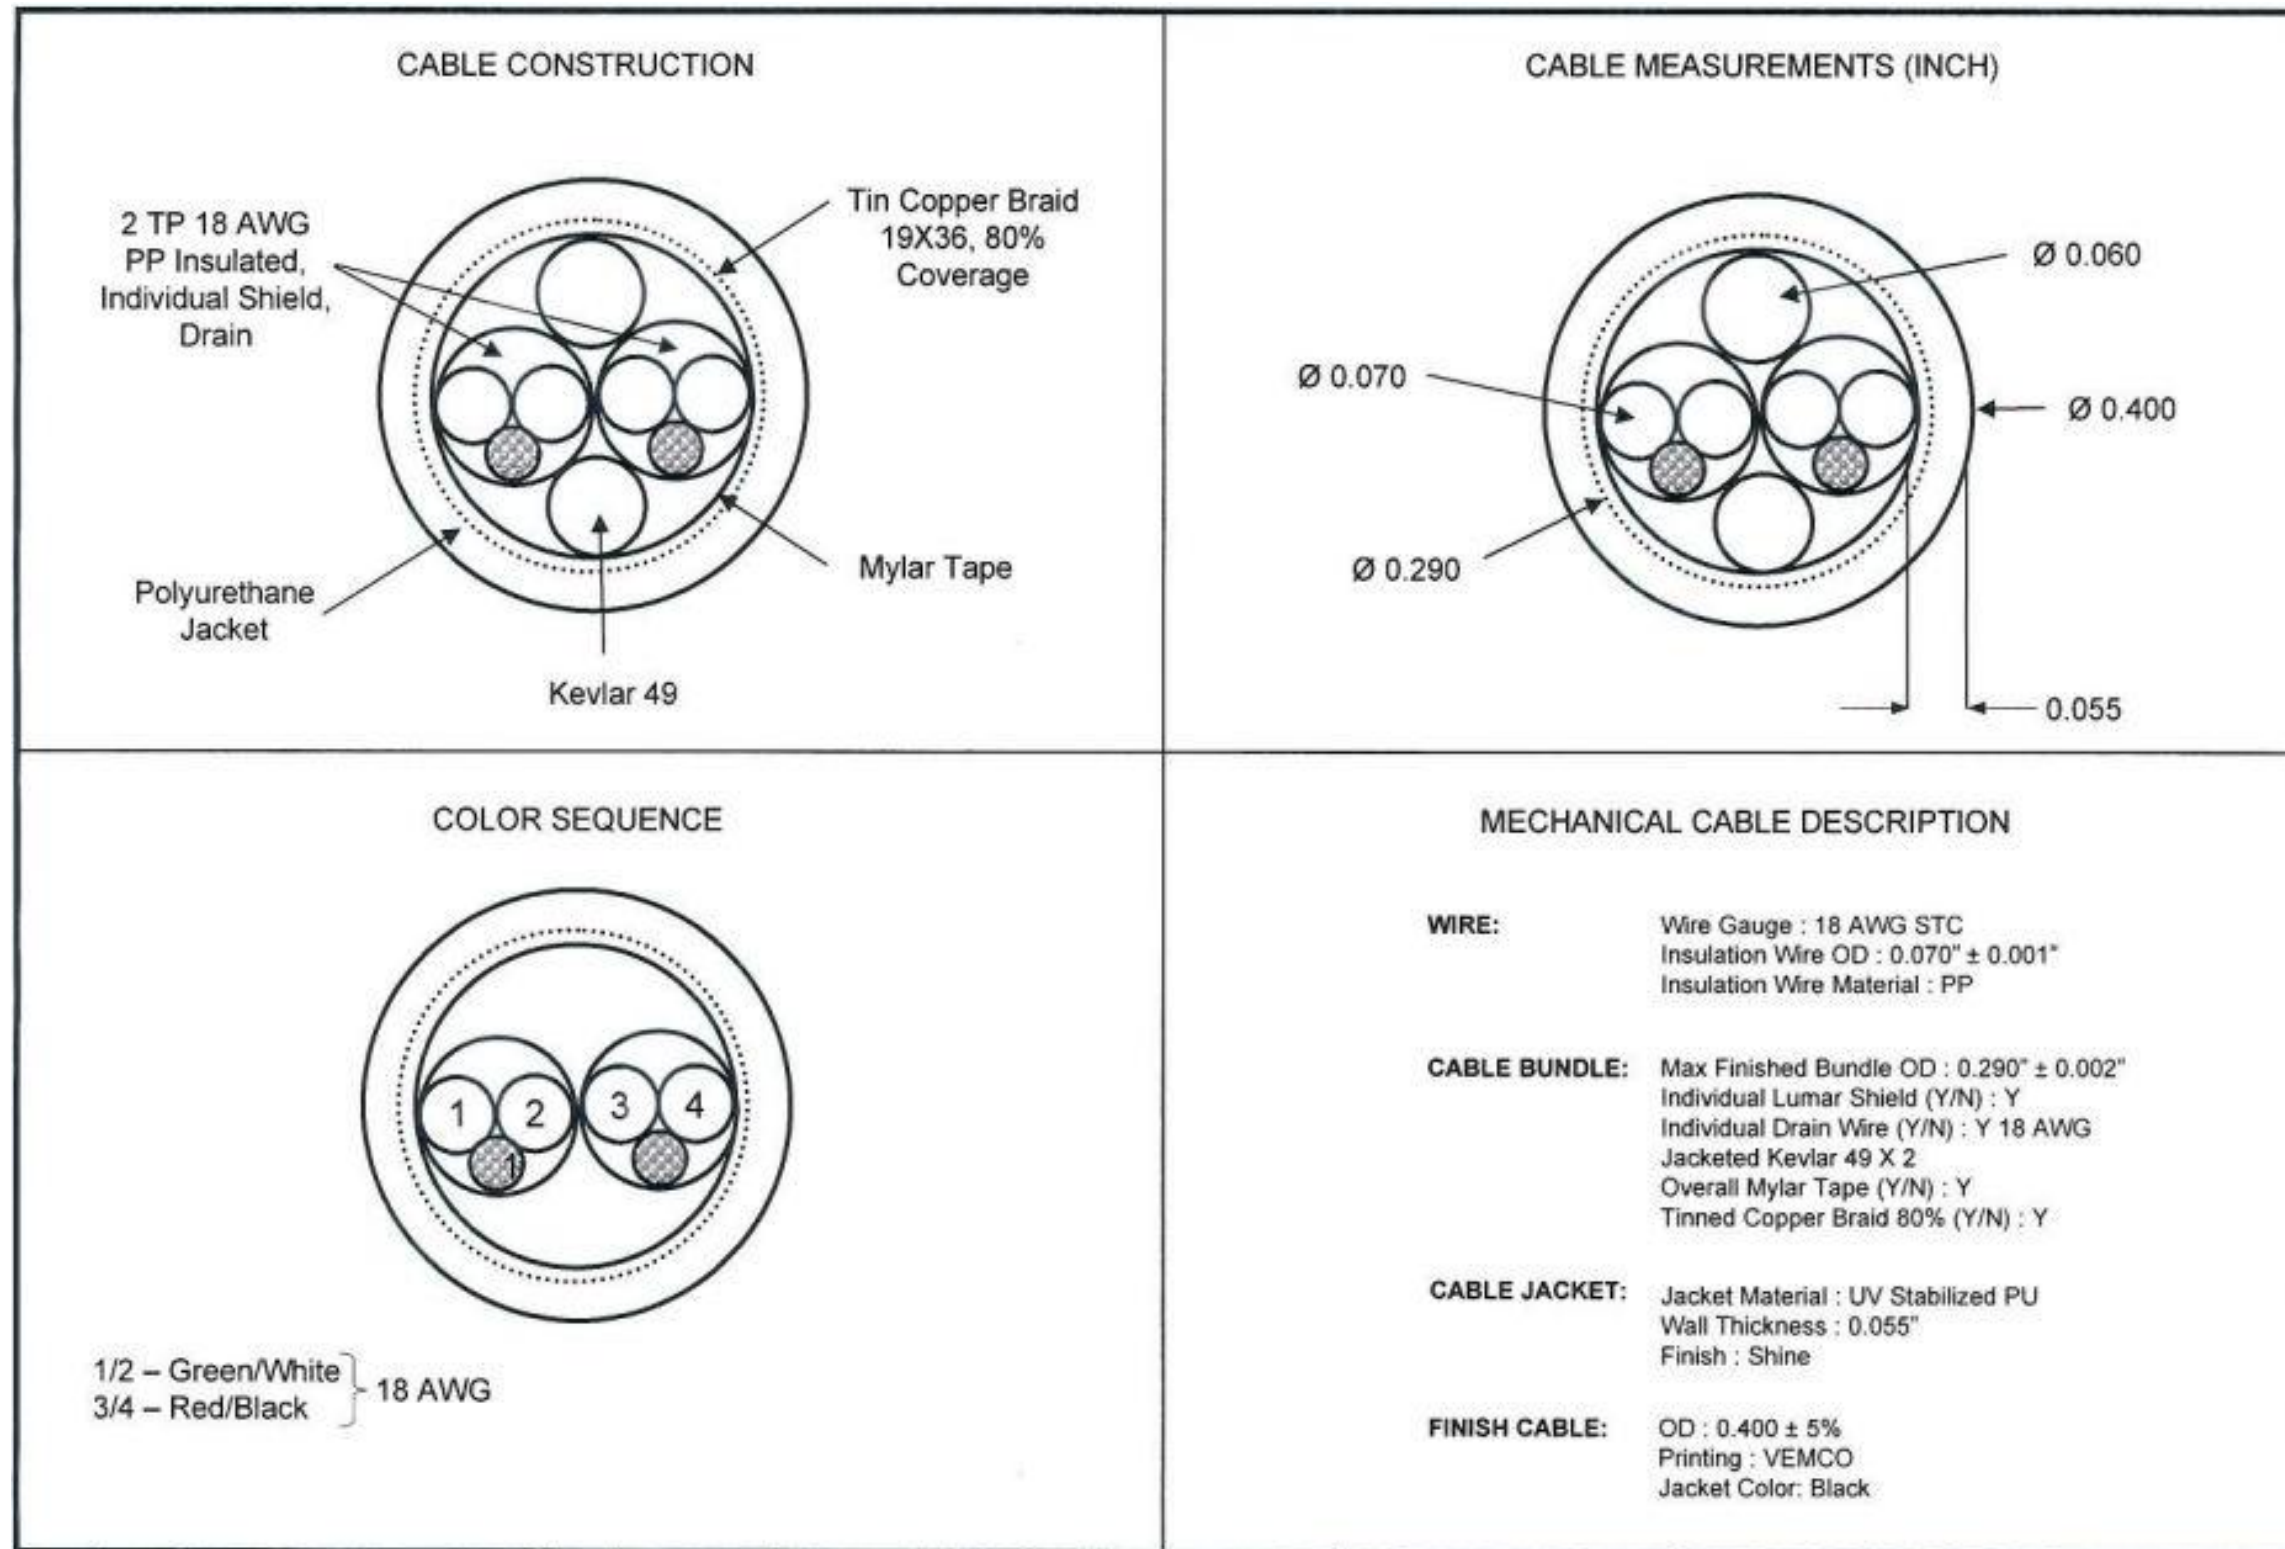 CABLE CONSTRUCTION
2 TP 18 AWG
PP Insulated,
Individual Shield,
Drain
Tin Copper Braid
19X36, 80%
Coverage
Polyurethane
Jacket
Mylar Tape
Kevlar 49
CABLE MEASUREMENTS (INCH)
Ø 0.060
Ø 0.070
Ø 0.400
Ø 0.290
0.055
COLOR SEQUENCE
1 2 3 4
1
1/2 – Green/White
3/4 – Red/Black
18 AWG
MECHANICAL CABLE DESCRIPTION
WIRE: Wire Gauge : 18 AWG STC
Insulation Wire OD : 0.070" ± 0.001"
Insulation Wire Material : PP
CABLE BUNDLE: Max Finished Bundle OD : 0.290" ± 0.002"
Individual Lumar Shield (Y/N) : Y
Individual Drain Wire (Y/N) : Y 18 AWG
Jacketed Kevlar 49 X 2
Overall Mylar Tape (Y/N) : Y
Tinned Copper Braid 80% (Y/N) : Y
CABLE JACKET: Jacket Material : UV Stabilized PU
Wall Thickness : 0.055"
Finish : Shine
FINISH CABLE: OD : 0.400 ± 5%
Printing : VEMCO
Jacket Color: Black